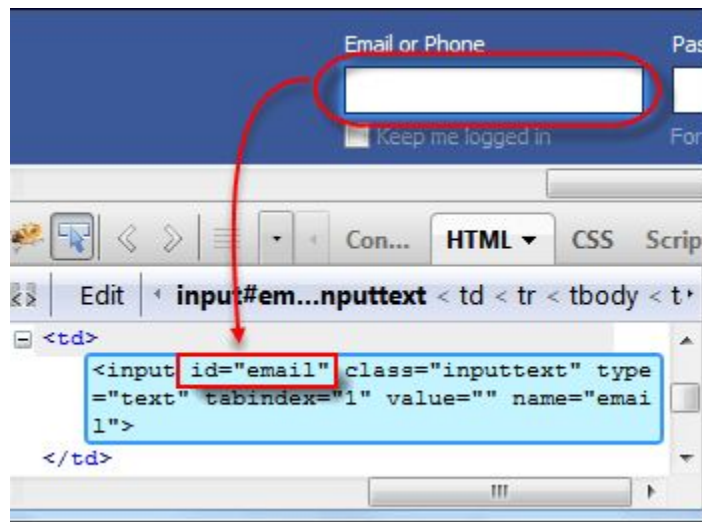 Email or Phone
Pas
Keep me logged in
For
Con... HTML CSS Scrip
Edit input#em...nputtext < td < tr < tbody < t
<td>
<input id="email" class="inputtext" type
="text" tabindex="1" value="" name="emai
l">
</td>